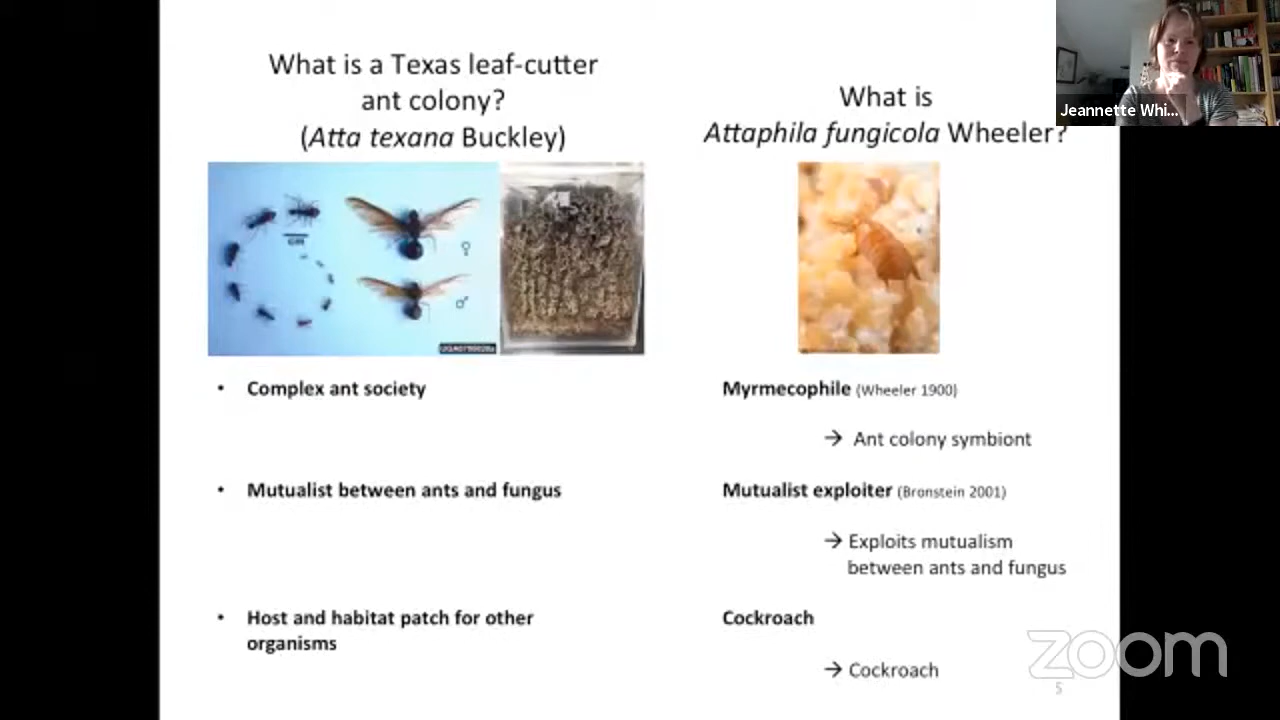 What is a Texas leaf-cutter
ant colony?
(Atta texana Buckley)
What is
Attaphila fungicola Wheeler?
Jeannette Whi...
CM
♀
♂
• Complex ant society
Myrmecophile (Wheeler 1900)
→ Ant colony symbiont
• Mutualist between ants and fungus
Mutualist exploiter (Bronstein 2001)
→ Exploits mutualism
between ants and fungus
• Host and habitat patch for other
organisms
Cockroach
→ Cockroach
zoom
5